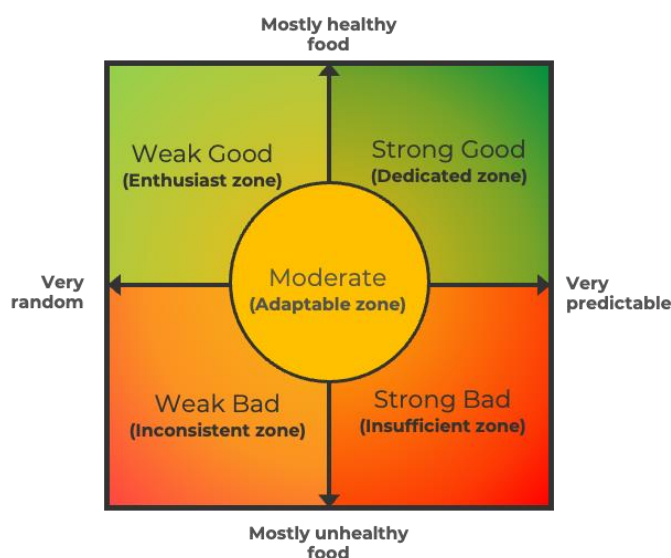 Mostly healthy
food
Weak Good
(Enthusiast zone)
Strong Good
(Dedicated zone)
Very
random
Moderate
(Adaptable zone)
Very
predictable
Weak Bad
(Inconsistent zone)
Strong Bad
(Insufficient zone)
Mostly unhealthy
food